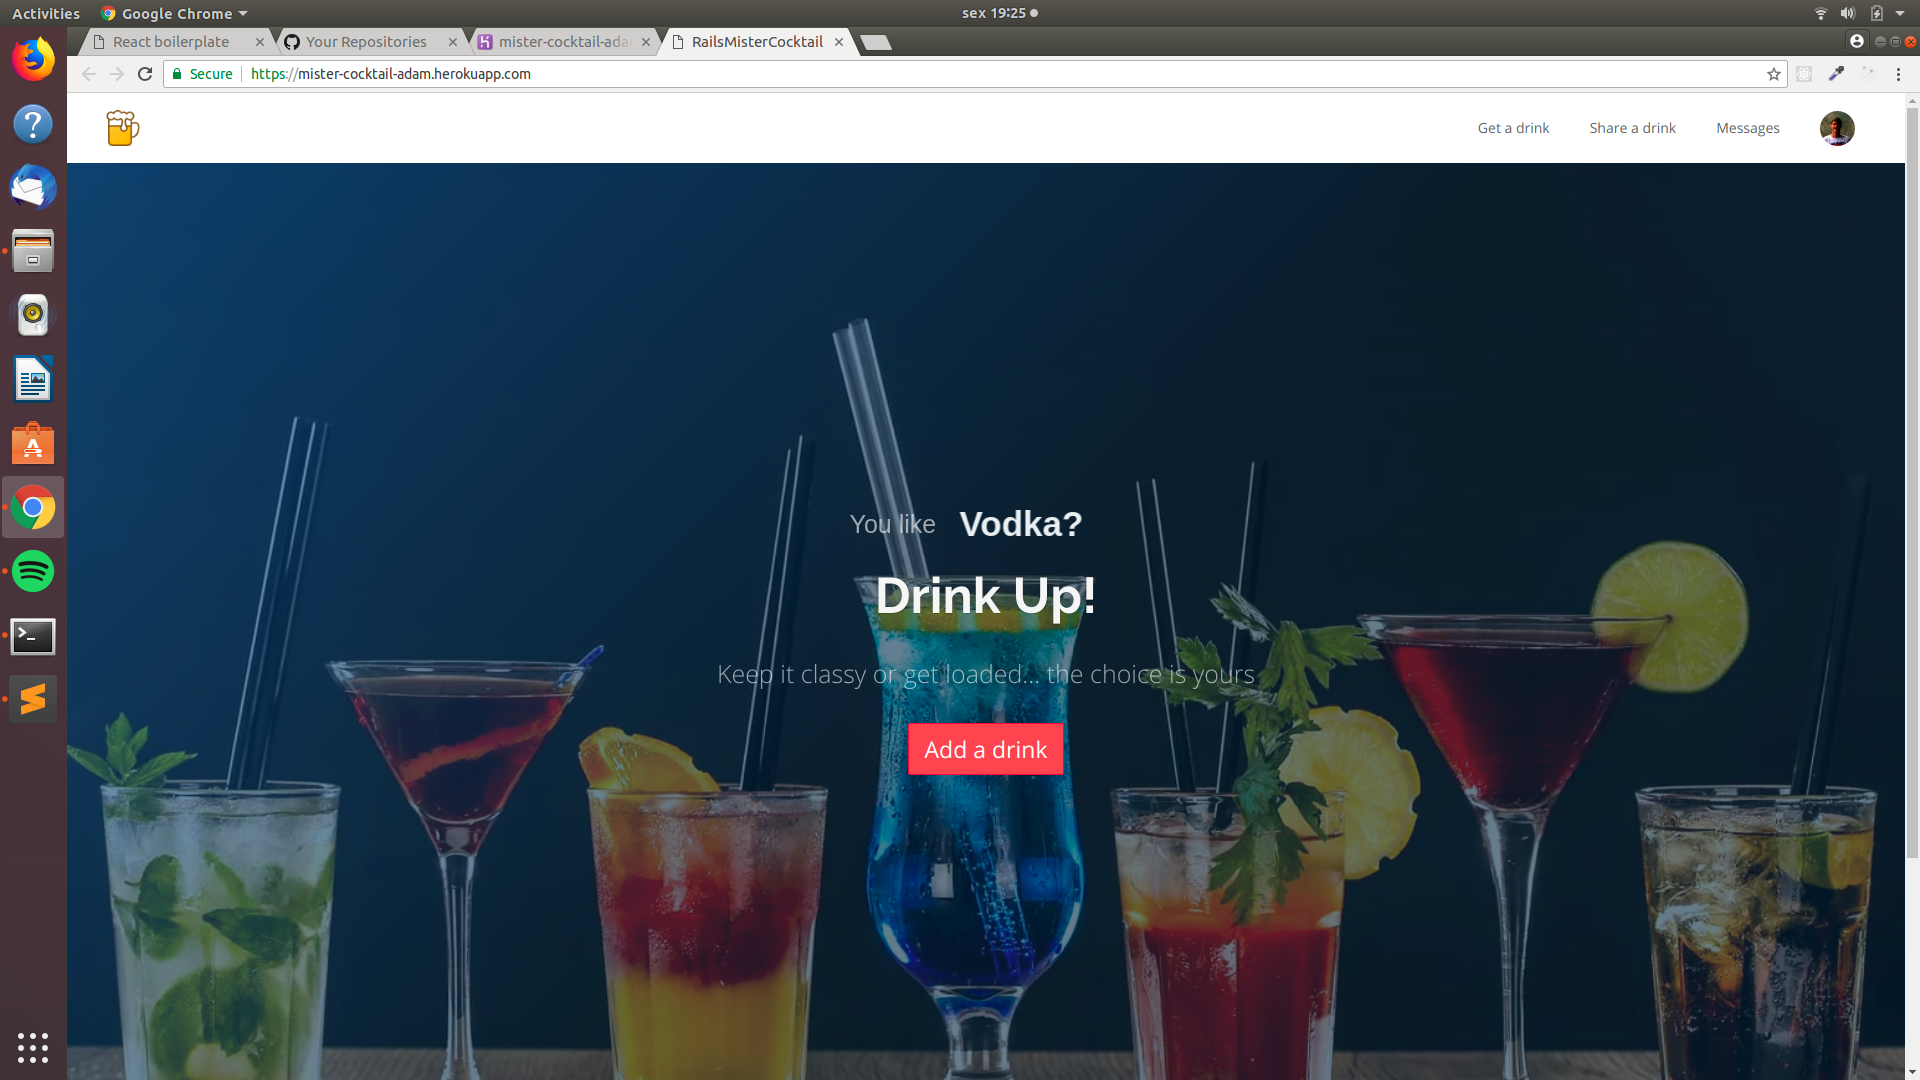 Activities
Google Chrome
sex 19:25
React boilerplate
Your Repositories
mister-cocktail-ada
RailsMisterCocktail
Secure
https://mister-cocktail-adam.herokuapp.com
Get a drink
Share a drink
Messages
You like Vodka?
Drink Up!
Keep it classy or get loaded... the choice is yours
Add a drink